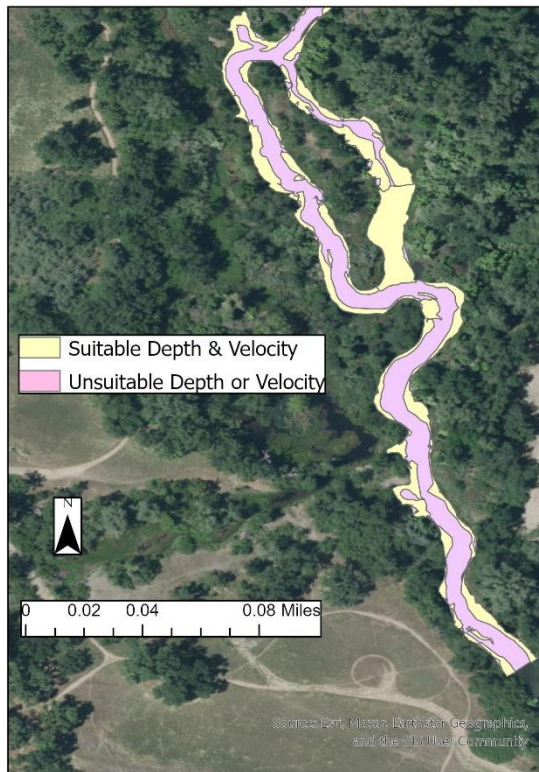 Suitable Depth & Velocity
Unsuitable Depth or Velocity
N
0 0.02 0.04 0.08 Miles
Source: Esri, Maxar, Earthstar Geographics,
and the GIS User Community